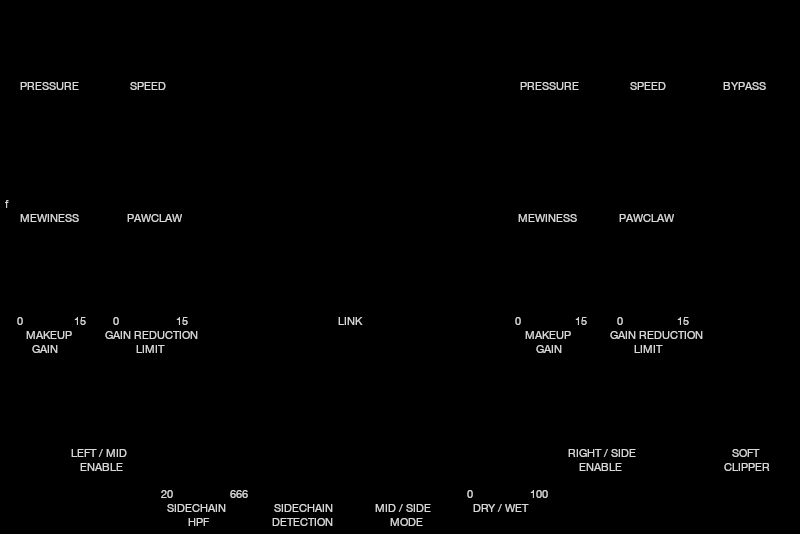 PRESSURE SPEED PRESSURE SPEED BYPASS
f
MEWINESS PAWCLAW MEWINESS PAWCLAW
0 15 0 15 LINK 0 15 0 15
MAKEUP GAIN REDUCTION MAKEUP GAIN REDUCTION
GAIN LIMIT GAIN LIMIT
LEFT / MID RIGHT / SIDE SOFT
ENABLE ENABLE CLIPPER
20 666 0 100
SIDECHAIN SIDECHAIN MID / SIDE DRY / WET
HPF DETECTION MODE